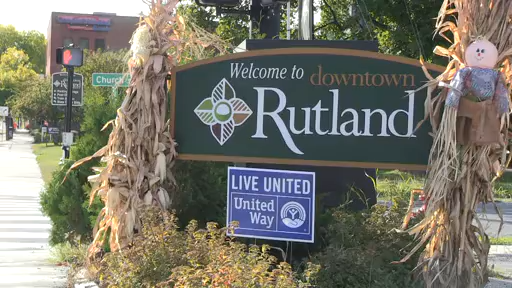 Welcome to downtown
Rutland
Church
LIVE UNITED
United
Way